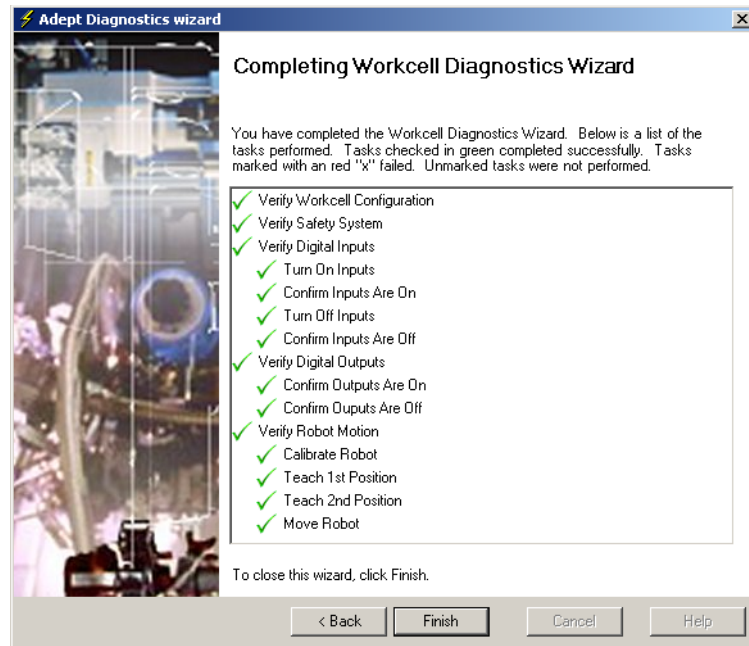 Adept Diagnostics wizard
Completing Workcell Diagnostics Wizard
You have completed the Workcell Diagnostics Wizard. Below is a list of the
tasks performed. Tasks checked in green completed successfully. Tasks
marked with an red "x" failed. Unmarked tasks were not performed.
Verify Workcell Configuration
Verify Safety System
Verify Digital Inputs
Turn On Inputs
Confirm Inputs Are On
Turn Off Inputs
Confirm Inputs Are Off
Verify Digital Outputs
Confirm Outputs Are On
Confirm Ouputs Are Off
Verify Robot Motion
Calibrate Robot
Teach 1st Position
Teach 2nd Position
Move Robot
To close this wizard, click Finish.
< Back Finish Cancel Help